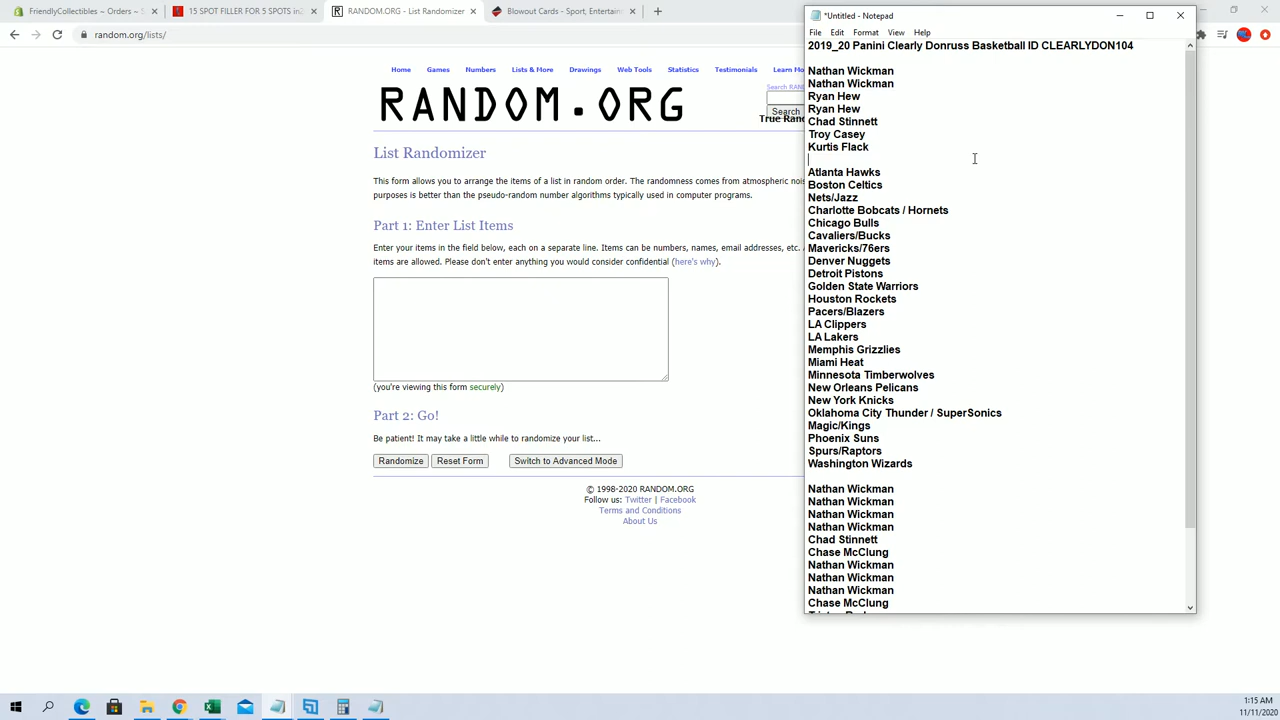 FriendlyCollectibles ~ Orders ~ S
15 SPOT FILLER FOR 5 SPOTS in2
RANDOM.ORG - List Randomizer
Blowout Cards - Sport, Entertain
random.org/lists/
Home
Games
Numbers
Lists & More
Drawings
Web Tools
Statistics
Testimonials
Learn Mo
RANDOM.ORG
Search RAN
Search
True Ran
List Randomizer
This form allows you to arrange the items of a list in random order. The randomness comes from atmospheric noi
purposes is better than the pseudo-random number algorithms typically used in computer programs.
Part 1: Enter List Items
Enter your items in the field below, each on a separate line. Items can be numbers, names, email addresses, etc.
items are allowed. Please don't enter anything you would consider confidential (here's why).
(you're viewing this form securely)
Part 2: Go!
Be patient! It may take a little while to randomize your list...
Randomize
Reset Form
Switch to Advanced Mode
© 1998-2020 RANDOM.ORG
Follow us: Twitter | Facebook
Terms and Conditions
About Us
*Untitled - Notepad
File Edit Format View Help
2019_20 Panini Clearly Donruss Basketball ID CLEARLYDON104
Nathan Wickman
Nathan Wickman
Ryan Hew
Ryan Hew
Chad Stinnett
Troy Casey
Kurtis Flack
Atlanta Hawks
Boston Celtics
Nets/Jazz
Charlotte Bobcats / Hornets
Chicago Bulls
Cavaliers/Bucks
Mavericks/76ers
Denver Nuggets
Detroit Pistons
Golden State Warriors
Houston Rockets
Pacers/Blazers
LA Clippers
LA Lakers
Memphis Grizzlies
Miami Heat
Minnesota Timberwolves
New Orleans Pelicans
New York Knicks
Oklahoma City Thunder / SuperSonics
Magic/Kings
Phoenix Suns
Spurs/Raptors
Washington Wizards
Nathan Wickman
Nathan Wickman
Nathan Wickman
Nathan Wickman
Chad Stinnett
Chase McClung
Nathan Wickman
Nathan Wickman
Nathan Wickman
Chase McClung
1:15 AM
11/11/2020